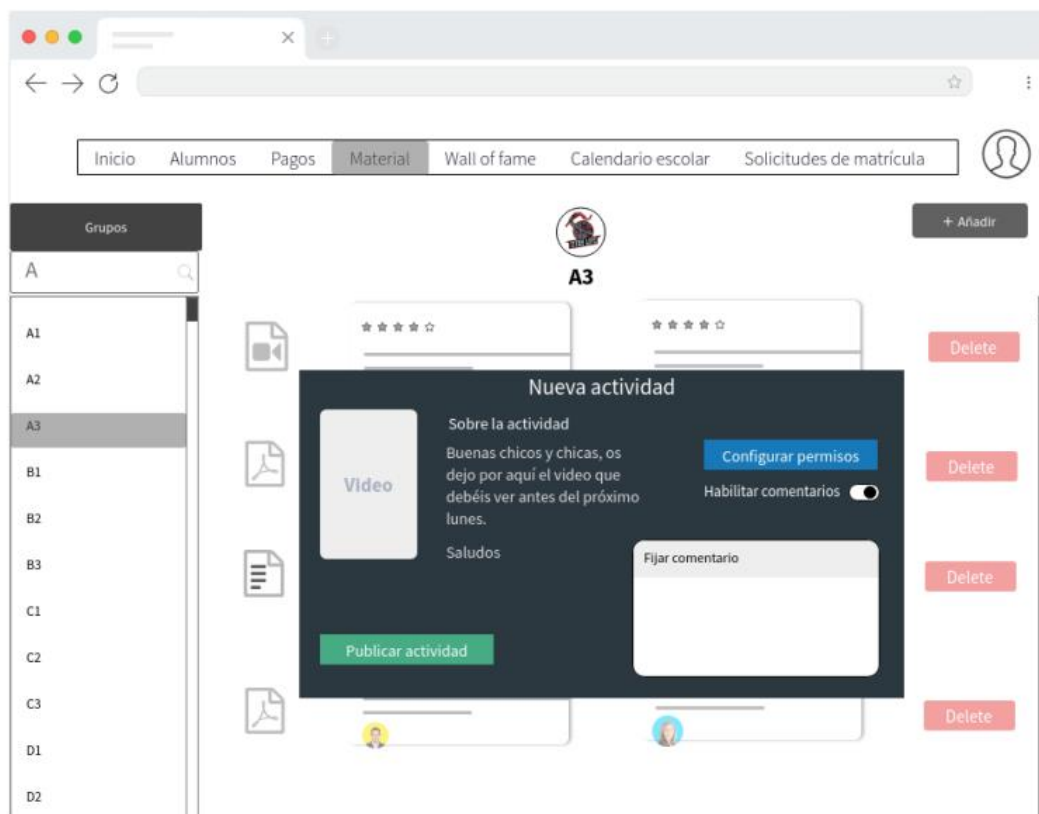 Inicio Alumnos Pagos Material Wall of fame Calendario escolar Solicitudes de matrícula
Grupos
+ Añadir
A
A3
A1
A2
A3
B1
B2
B3
C1
C2
C3
D1
D2
Delete
Delete
Delete
Delete
Nueva actividad
Video
Sobre la actividad
Buenas chicos y chicas, os
dejo por aquí el video que
debéis ver antes del próximo
lunes.
Saludos
Configurar permisos
Habilitar comentarios
Fijar comentario
Publicar actividad